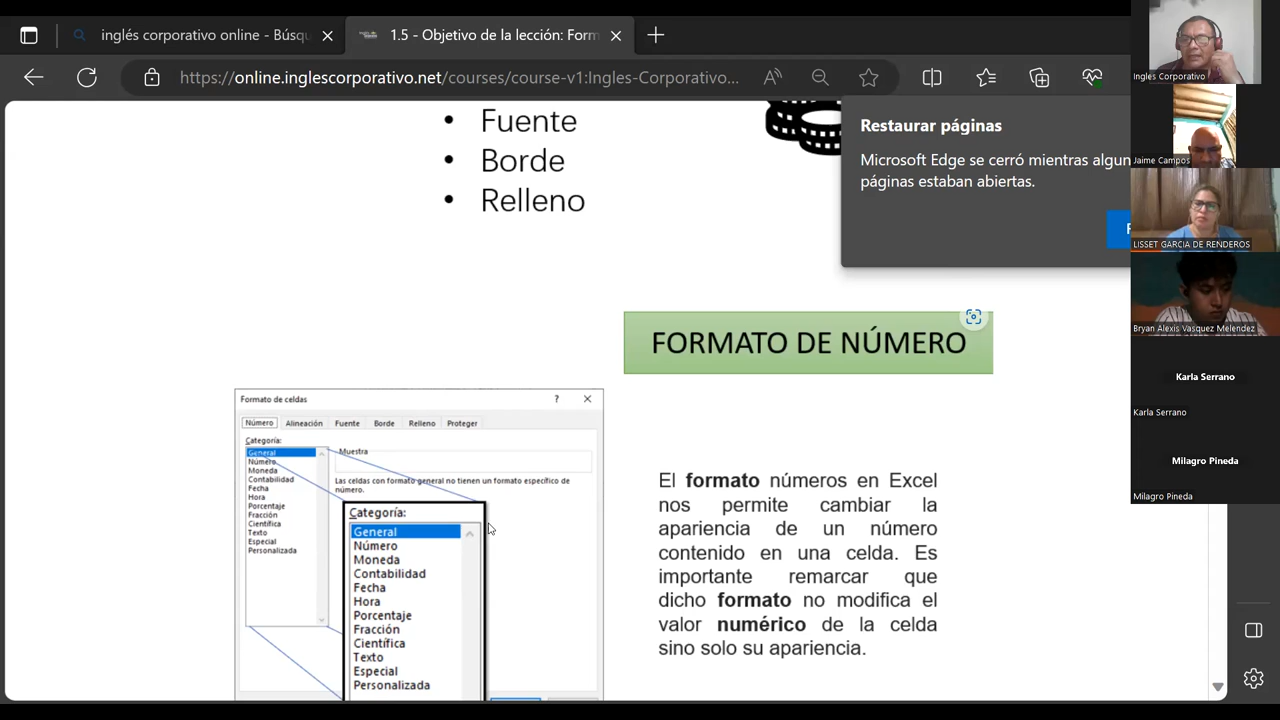 inglés corporativo online - Búsqu
1.5 - Objetivo de la lección: Form
https://online.inglescorporativo.net/courses/course-v1:Ingles-Corporativo...
• Fuente
• Borde
• Relleno
Restaurar páginas
Microsoft Edge se cerró mientras algun
páginas estaban abiertas.
FORMATO DE NÚMERO
Formato de celdas
Número Alineación Fuente Borde Relleno Proteger
Categoría:
General
Número
Moneda
Contabilidad
Fecha
Hora
Porcentaje
Fracción
Científica
Texto
Especial
Personalizada
Muestra
Las celdas con formato general no tienen un formato específico de
número.
Categoría:
General
Número
Moneda
Contabilidad
Fecha
Hora
Porcentaje
Fracción
Científica
Texto
Especial
Personalizada
El formato números en Excel
nos permite cambiar la
apariencia de un número
contenido en una celda. Es
importante remarcar que
dicho formato no modifica el
valor numérico de la celda
sino solo su apariencia.
Ingles Corporativo
Jaime Campos
LISSET GARCIA DE RENDEROS
Bryan Alexis Vasquez Melendez
Karla Serrano
Karla Serrano
Milagro Pineda
Milagro Pineda